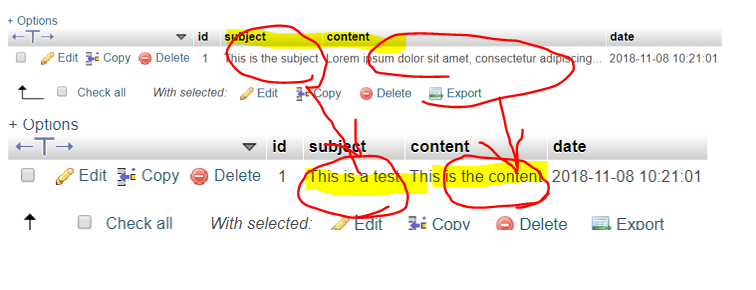 + Options
id subject content date
Edit Copy Delete 1 This is the subject Lorem ipsum dolor sit amet, consectetur adipiscing... 2018-11-08 10:21:01
Check all With selected: Edit Copy Delete Export
+ Options
id subject content date
Edit Copy Delete 1 This is a test This is the content 2018-11-08 10:21:01
Check all With selected: Edit Copy Delete Export